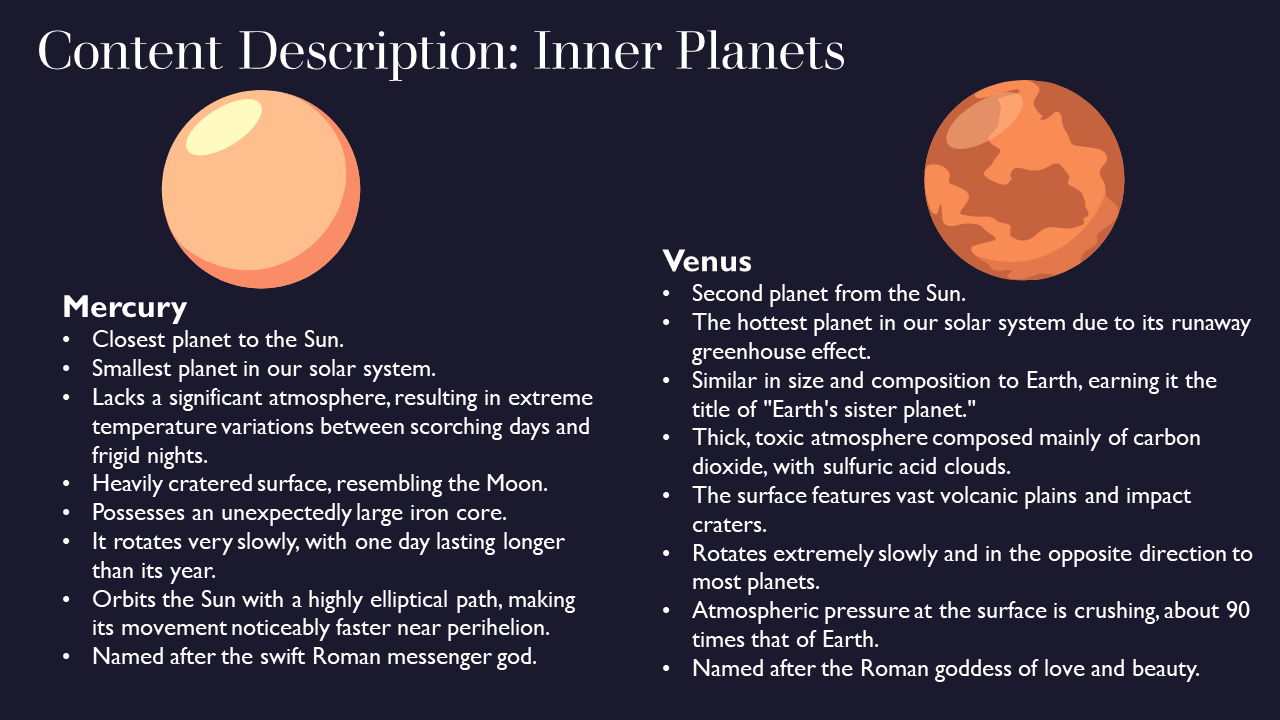 Content Description: Inner Planets
Mercury
• Closest planet to the Sun.
• Smallest planet in our solar system.
• Lacks a significant atmosphere, resulting in extreme
temperature variations between scorching days and
frigid nights.
• Heavily cratered surface, resembling the Moon.
• Possesses an unexpectedly large iron core.
• It rotates very slowly, with one day lasting longer
than its year.
• Orbits the Sun with a highly elliptical path, making
its movement noticeably faster near perihelion.
• Named after the swift Roman messenger god.
Venus
• Second planet from the Sun.
• The hottest planet in our solar system due to its runaway
greenhouse effect.
• Similar in size and composition to Earth, earning it the
title of "Earth's sister planet."
• Thick, toxic atmosphere composed mainly of carbon
dioxide, with sulfuric acid clouds.
• The surface features vast volcanic plains and impact
craters.
• Rotates extremely slowly and in the opposite direction to
most planets.
• Atmospheric pressure at the surface is crushing, about 90
times that of Earth.
• Named after the Roman goddess of love and beauty.